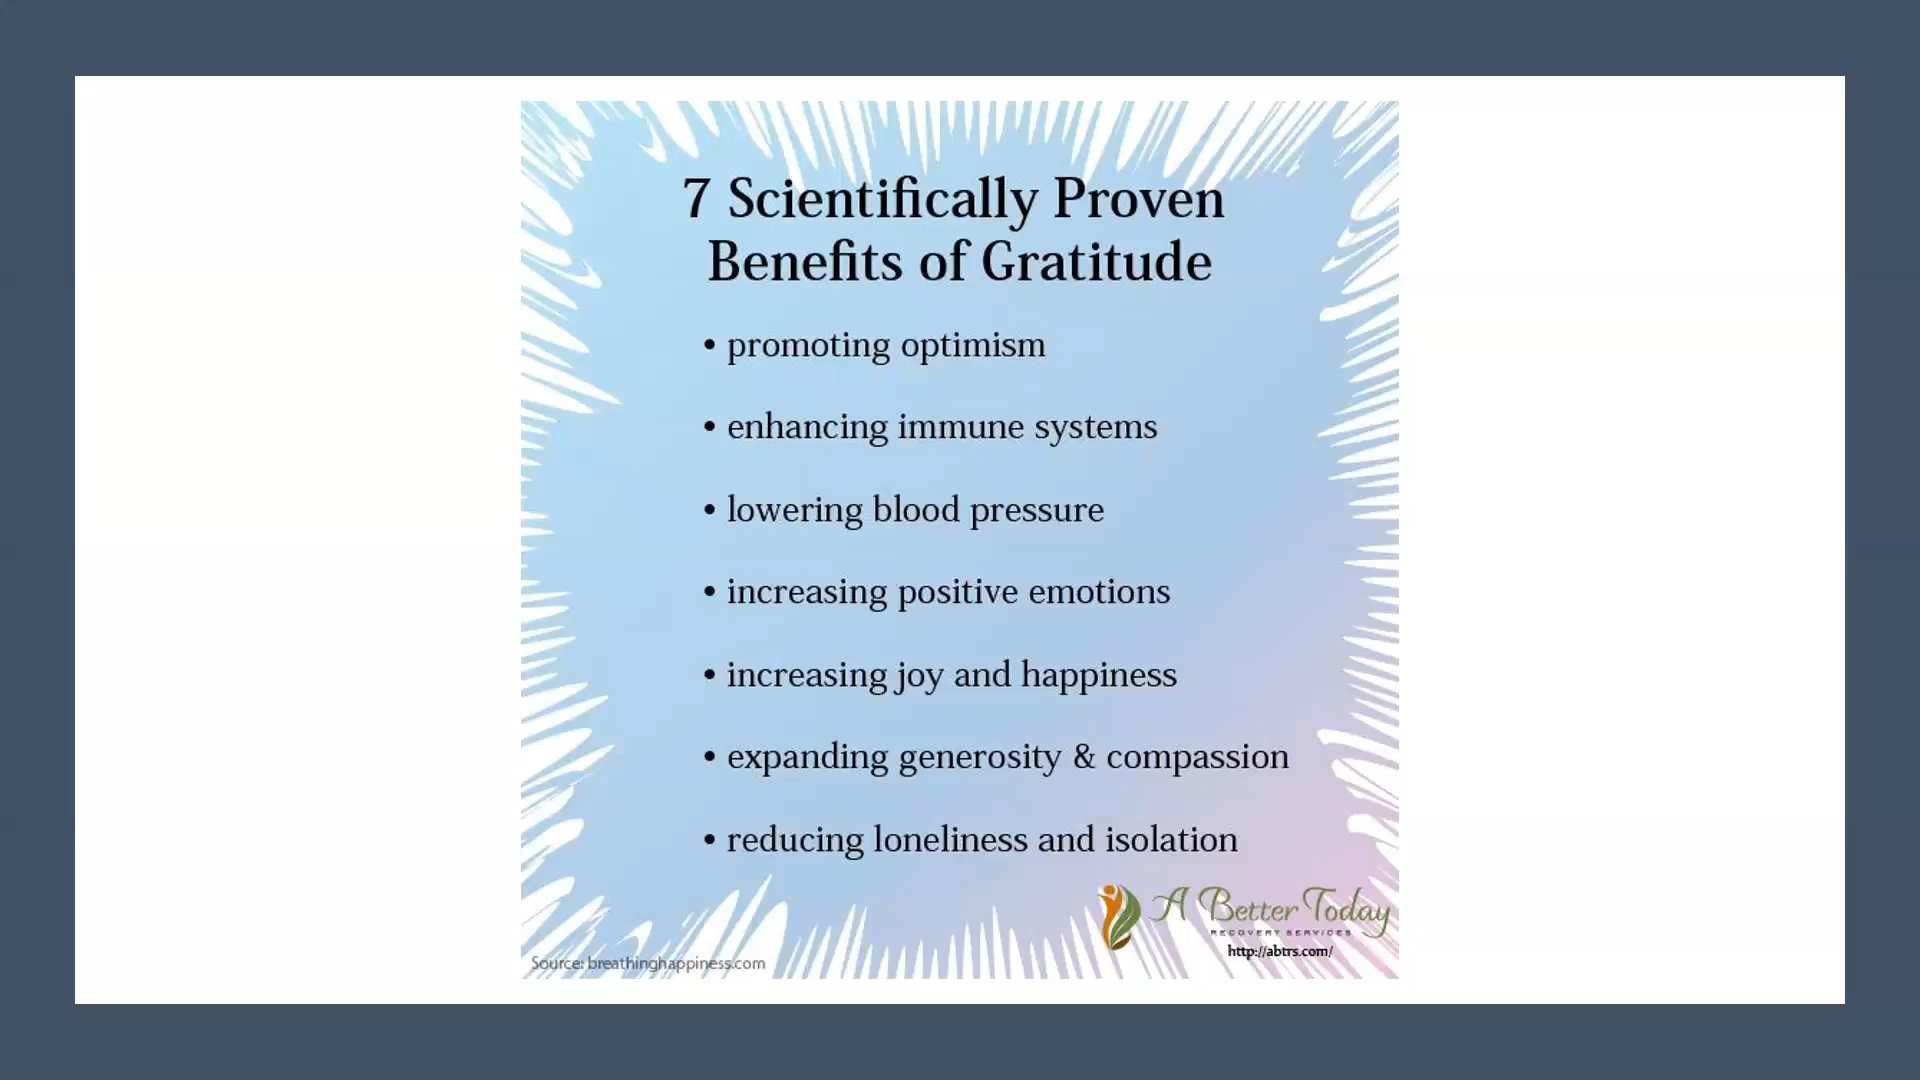 7 Scientifically Proven
Benefits of Gratitude
• promoting optimism
• enhancing immune systems
• lowering blood pressure
• increasing positive emotions
• increasing joy and happiness
• expanding generosity & compassion
• reducing loneliness and isolation
A Better Today
RECOVERY SERVICES
http://abtrs.com/
Source: breathinghappiness.com